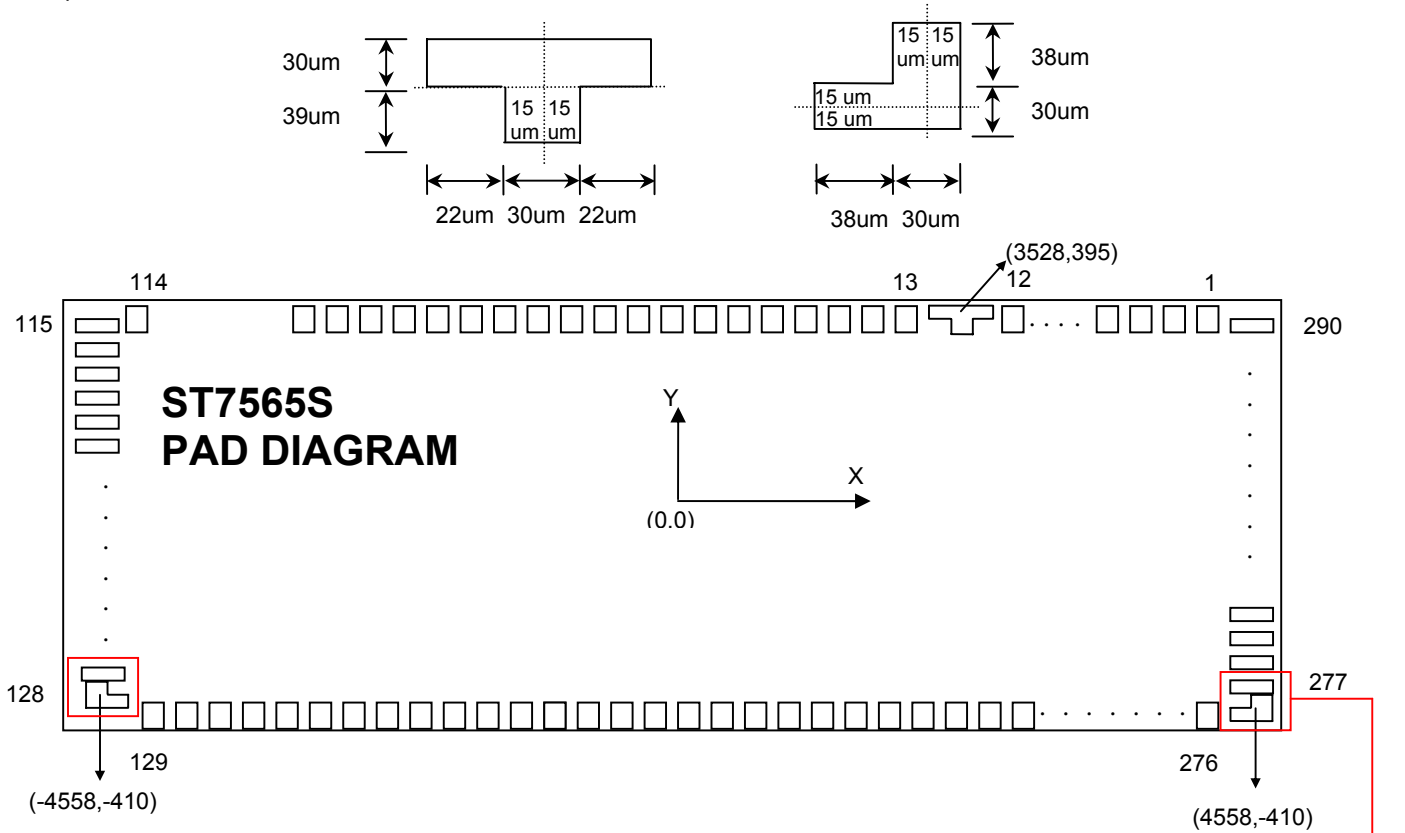 30um
39um
15 15
um um
22um 30um 22um
15 15
um um
15 um
15 um
38um
30um
38um 30um
(3528,395)
114
13
12
1
115
290
ST7565S
PAD DIAGRAM
Y
X
(0.0)
128
277
129
276
(-4558,-410)
(4558,-410)